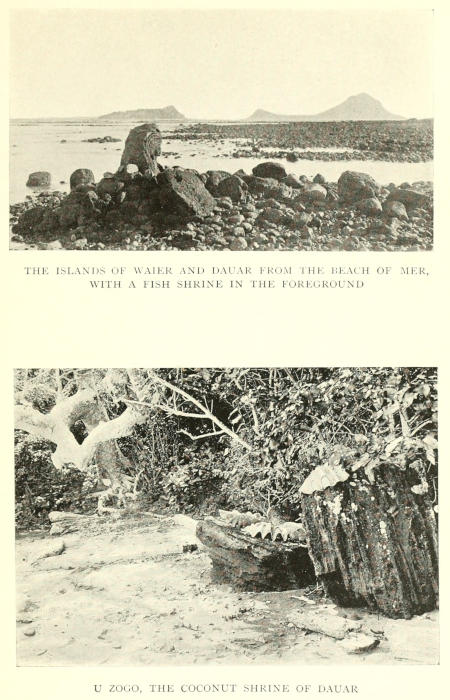 THE ISLANDS OF WAIER AND DAUAR FROM THE BEACH OF MER,
WITH A FISH SHRINE IN THE FOREGROUND
U ZOGO, THE COCONUT SHRINE OF DAUAR